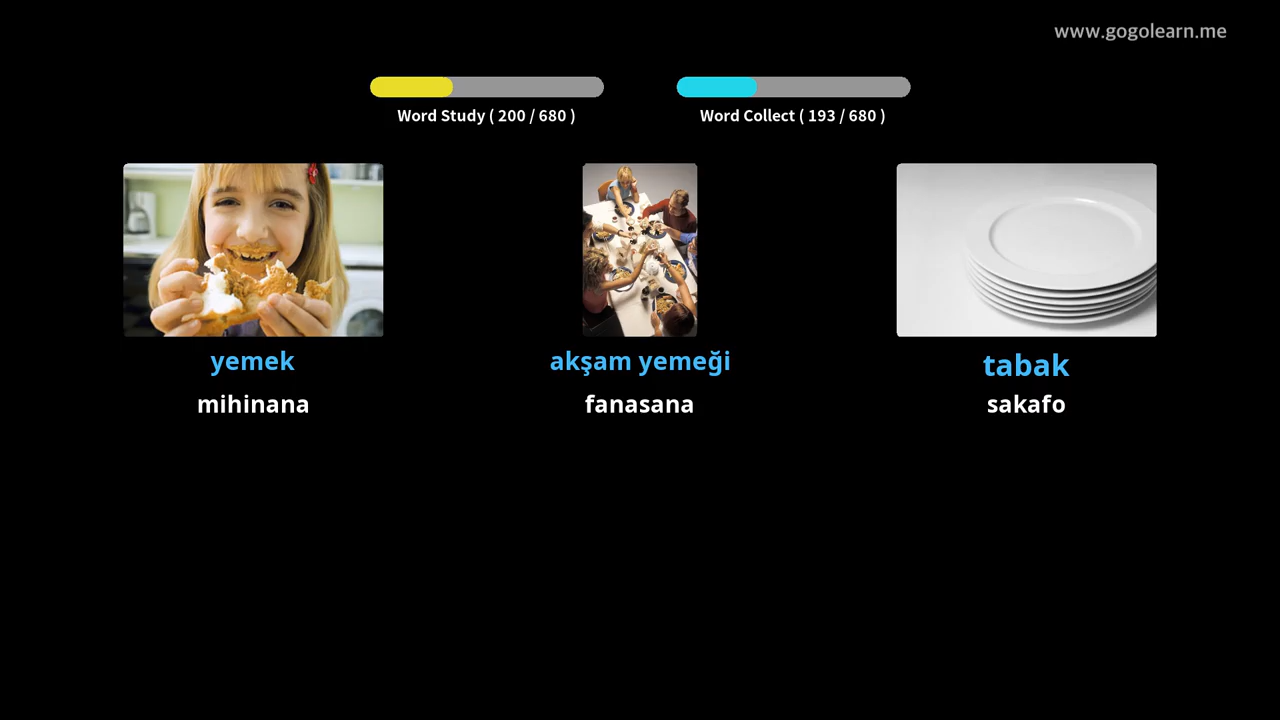 www.gogolearn.me
Word Study ( 200 / 680 )
Word Collect ( 193 / 680 )
yemek
akşam yemeği
tabak
mihinana
fanasana
sakafo